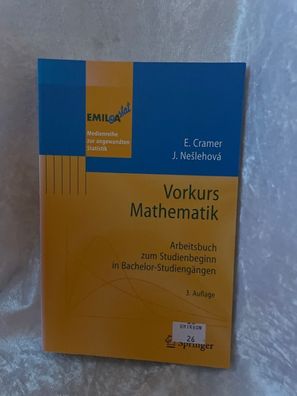 EMILeA stat
Medienreihe
zur angewandten
Statistik
E. Cramer
J. Nešlehová
Vorkurs
Mathematik
Arbeitsbuch
zum Studienbeginn
in Bachelor-Studiengängen
3. Auflage
26
Springer